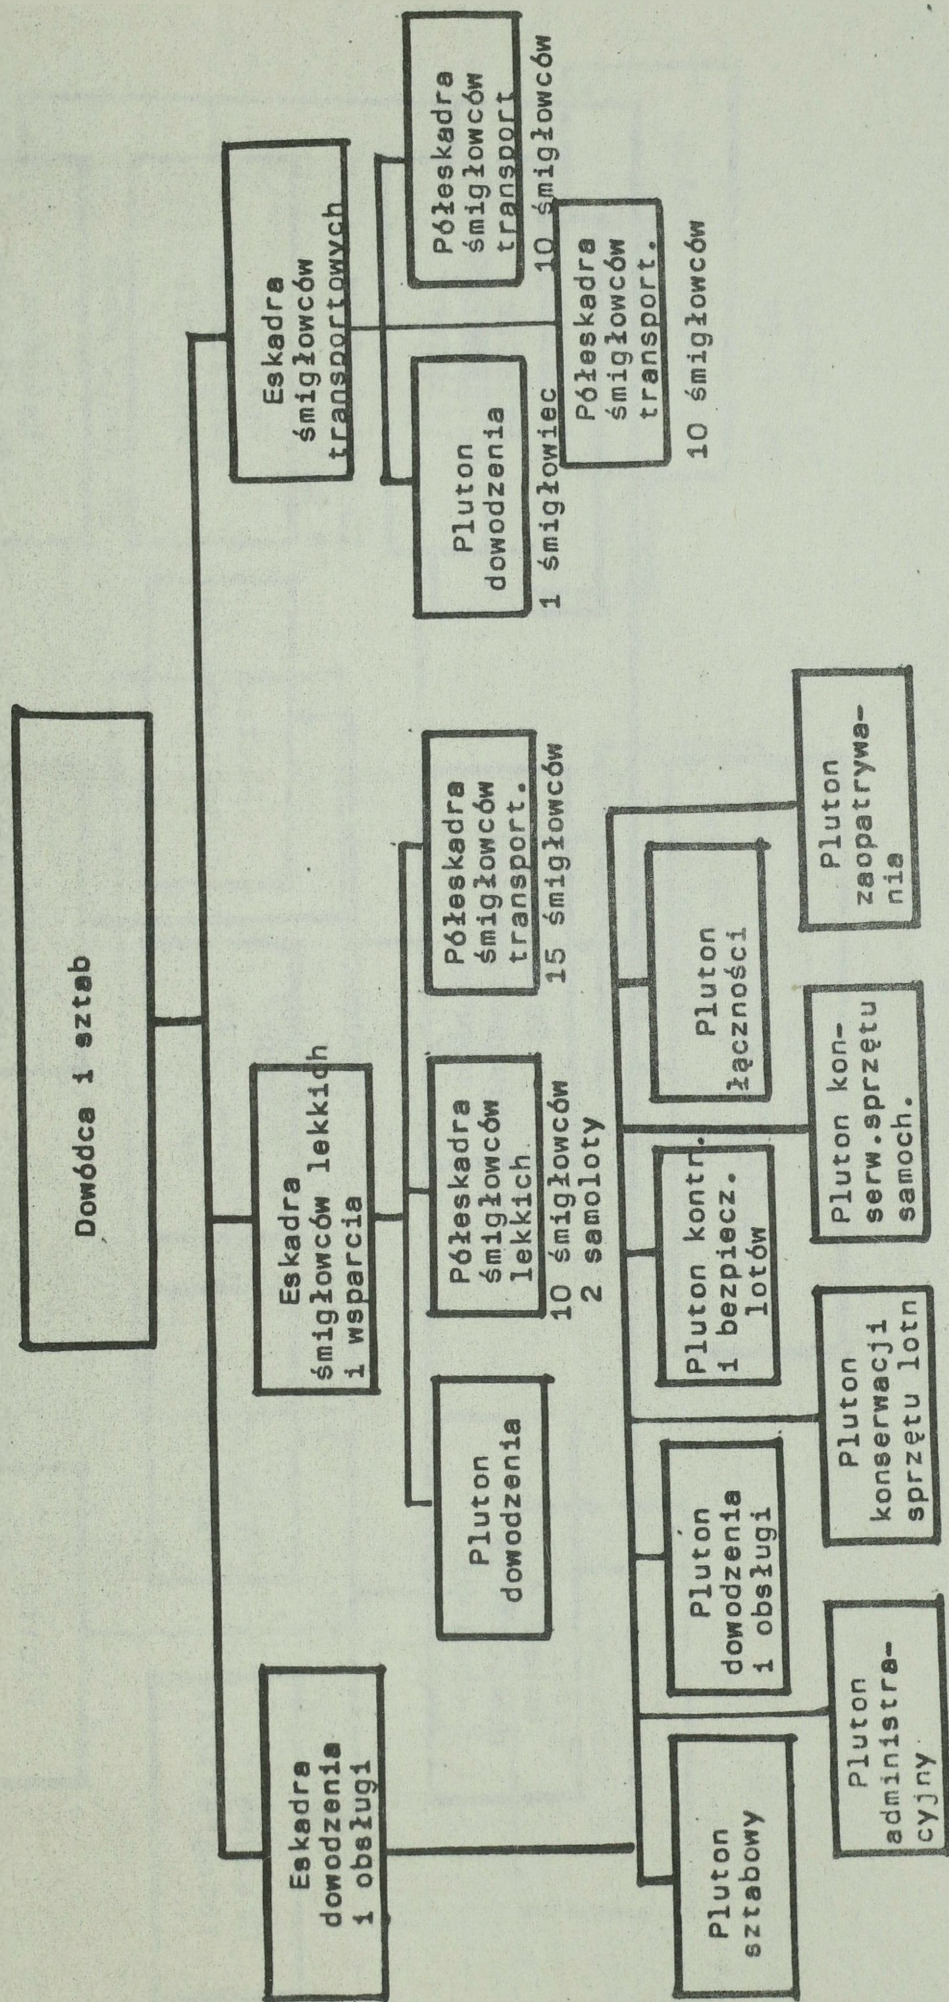 Dowódca i sztab
Eskadra
dowodzenia
i obsługi
Eskadra
śmigłowców lekkich
i wsparcia
Eskadra
śmigłowców
transportowych
Pluton
dowodzenia
Półeskadra
śmigłowców
lekkich
10 śmigłowców
2 samoloty
Półeskadra
śmigłowców
transport.
15 śmigłowców
Pluton
dowodzenia
1 śmigłowiec
Półeskadra
śmigłowców
transport
10 śmigłowców
Półeskadra
śmigłowców
transport.
10 śmigłowców
Pluton
sztabowy
Pluton
dowodzenia
i obsługi
Pluton kontr.
i bezpiecz.
lotów
Pluton
łączności
Pluton
administra-
cyjny
Pluton
konserwacji
sprzętu lotn
Pluton kon-
serw.sprzętu
samoch.
Pluton
zaopatrywa-
nia